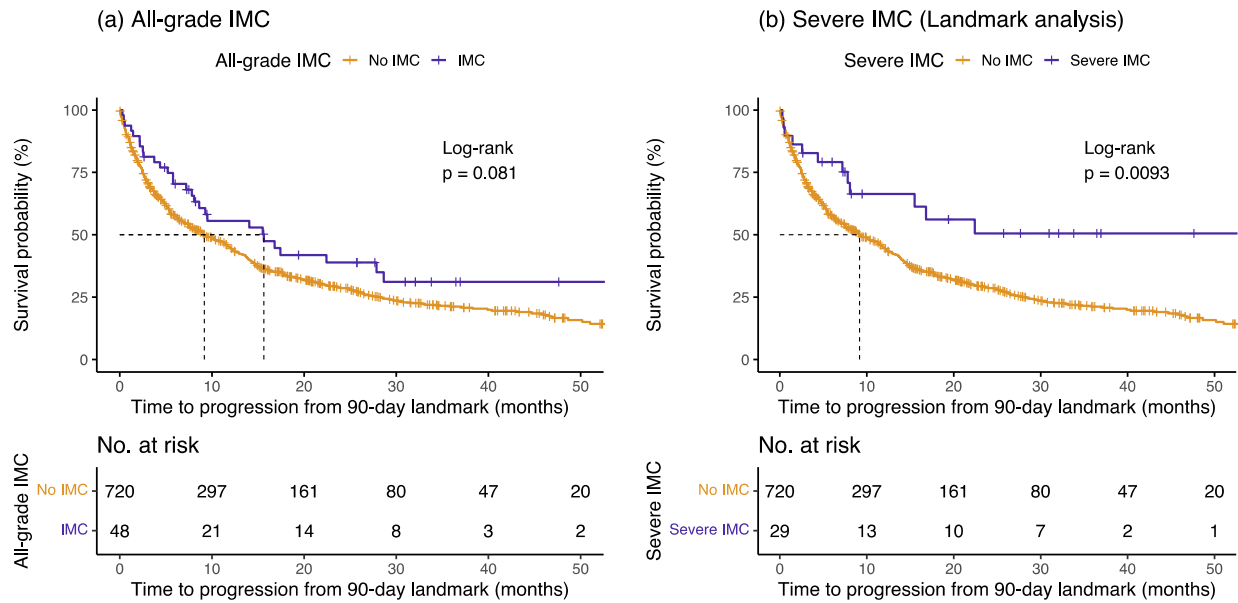 (a) All-grade IMC
All-grade IMC No IMC IMC
Survival probability (%)
100
75
50
25
0
Log-rank
p = 0.081
0 10 20 30 40 50
Time to progression from 90-day landmark (months)
No. at risk
All-grade IMC
No IMC 720 297 161 80 47 20
IMC 48 21 14 8 3 2
0 10 20 30 40 50
Time to progression from 90-day landmark (months)
(b) Severe IMC (Landmark analysis)
Severe IMC No IMC Severe IMC
Survival probability (%)
100
75
50
25
0
Log-rank
p = 0.0093
0 10 20 30 40 50
Time to progression from 90-day landmark (months)
No. at risk
Severe IMC
No IMC 720 297 161 80 47 20
Severe IMC 29 13 10 7 2 1
0 10 20 30 40 50
Time to progression from 90-day landmark (months)